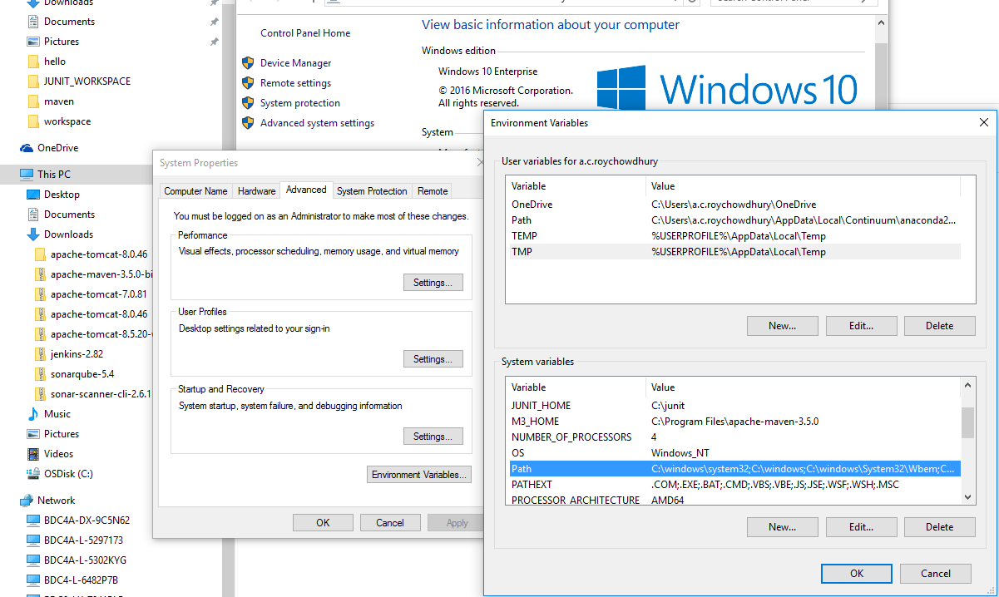 Downloads
Documents
Pictures
hello
JUNIT_WORKSPACE
maven
workspace
OneDrive
This PC
Desktop
Documents
Downloads
apache-tomcat-8.0.46
apache-maven-3.5.0-bi
apache-tomcat-7.0.81
apache-tomcat-8.0.46
apache-tomcat-8.5.20-
jenkins-2.82
sonarqube-5.4
sonar-scanner-cli-2.6.1
Music
Pictures
Videos
OSDisk (C:)
Network
BDC4A-DX-9C5N62
BDC4A-L-5297173
BDC4A-L-5302KYG
BDC4-L-6482P7B
Control Panel Home
Device Manager
Remote settings
System protection
Advanced system settings
View basic information about your computer
Windows edition
Windows 10 Enterprise
© 2016 Microsoft Corporation.
All rights reserved.
Windows 10
System
System Properties
Computer Name Hardware Advanced System Protection Remote
You must be logged on as an Administrator to make most of these changes.
Performance
Visual effects, processor scheduling, memory usage, and virtual memory
Settings...
User Profiles
Desktop settings related to your sign-in
Settings...
Startup and Recovery
System startup, system failure, and debugging information
Settings...
Environment Variables...
OK Cancel Apply
Environment Variables
User variables for a.c.roychowdhury
Variable Value
OneDrive C:\Users\a.c.roychowdhury\OneDrive
Path C:\Users\a.c.roychowdhury\AppData\Local\Continuum\anaconda2...
TEMP %USERPROFILE%\AppData\Local\Temp
TMP %USERPROFILE%\AppData\Local\Temp
New... Edit... Delete
System variables
Variable Value
JUNIT_HOME C:\junit
M3_HOME C:\Program Files\apache-maven-3.5.0
NUMBER_OF_PROCESSORS 4
OS Windows_NT
Path C:\windows\system32;C:\windows;C:\windows\System32\Wbem;C...
PATHEXT .COM;.EXE;.BAT;.CMD;.VBS;.VBE;.JS;.JSE;.WSF;.WSH;.MSC
PROCESSOR_ARCHITECTURE AMD64
New... Edit... Delete
OK Cancel